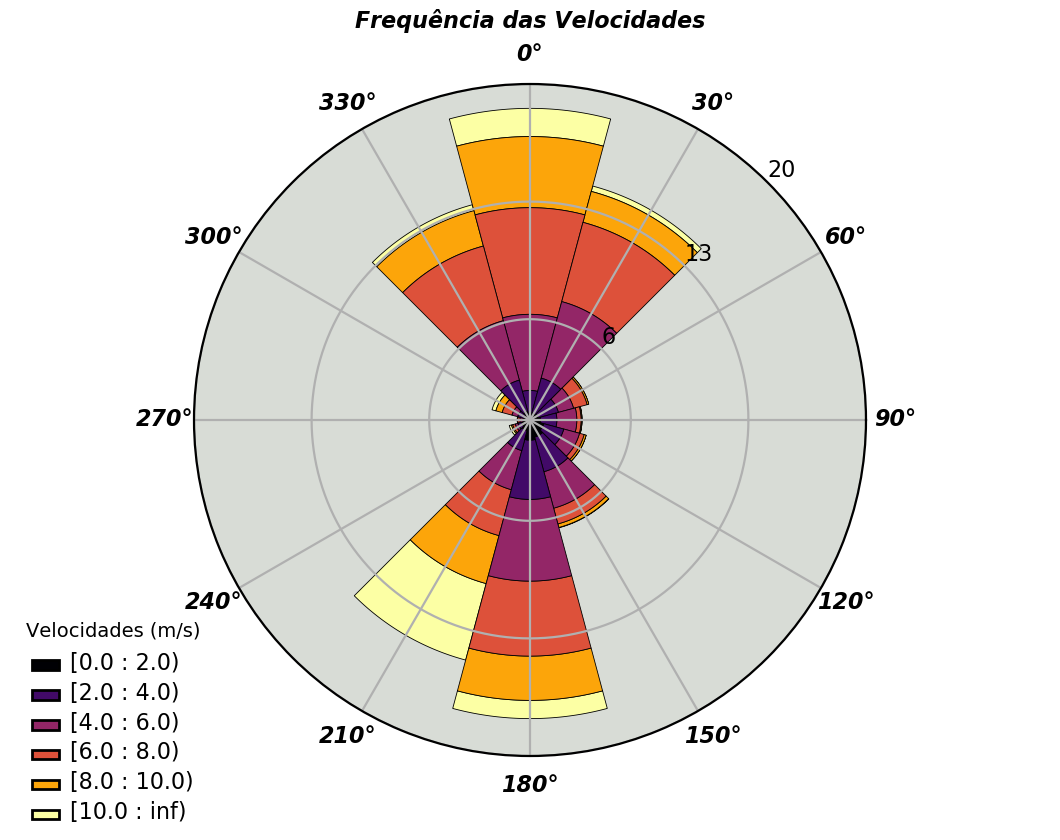 Frequência das Velocidades
0°
330°
30°
20
300°
60°
13
6
270°
90°
240°
120°
210°
150°
180°
Velocidades (m/s)
[0.0 : 2.0)
[2.0 : 4.0)
[4.0 : 6.0)
[6.0 : 8.0)
[8.0 : 10.0)
[10.0 : inf)